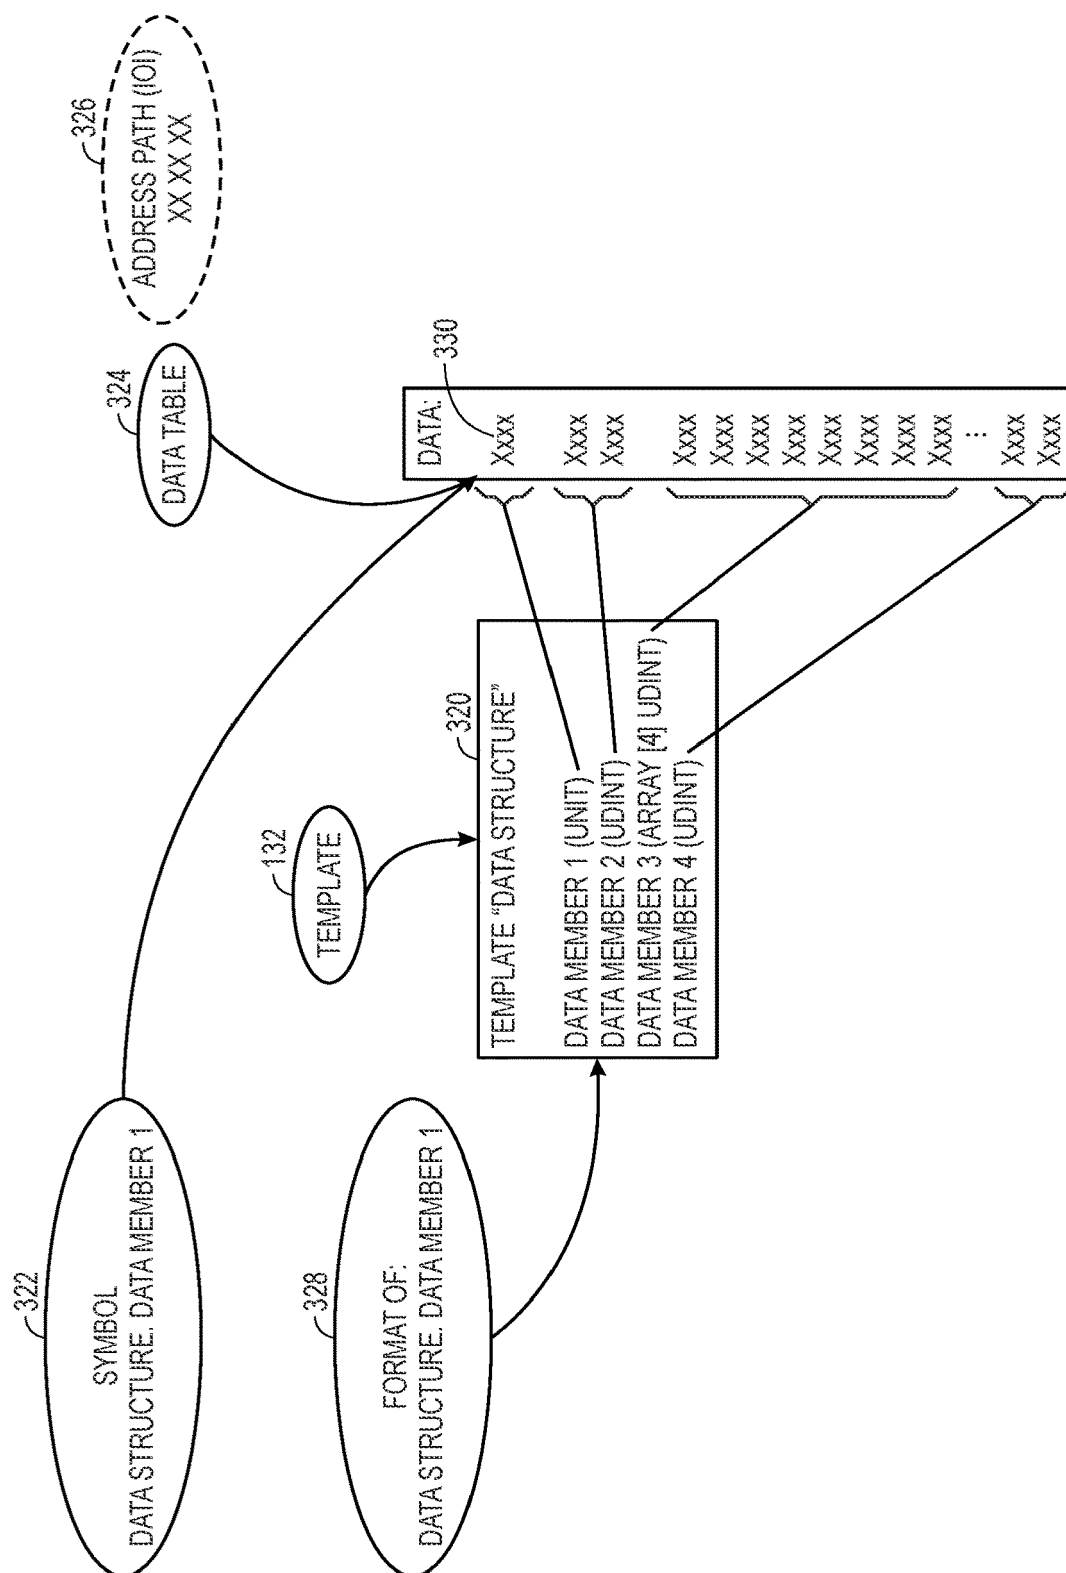 322
SYMBOL
DATA STRUCTURE. DATA MEMBER 1
328
FORMAT OF:
DATA STRUCTURE. DATA MEMBER 1
132
TEMPLATE
320
TEMPLATE “DATA STRUCTURE”
DATA MEMBER 1 (UNIT)
DATA MEMBER 2 (UDINT)
DATA MEMBER 3 (ARRAY [4] UDINT)
DATA MEMBER 4 (UDINT)
324
DATA TABLE
326
ADDRESS PATH (IOI)
XX XX XX
330
DATA:
Xxxx
Xxxx
Xxxx
Xxxx
Xxxx
Xxxx
Xxxx
Xxxx
Xxxx
Xxxx
Xxxx
...
Xxxx
Xxxx